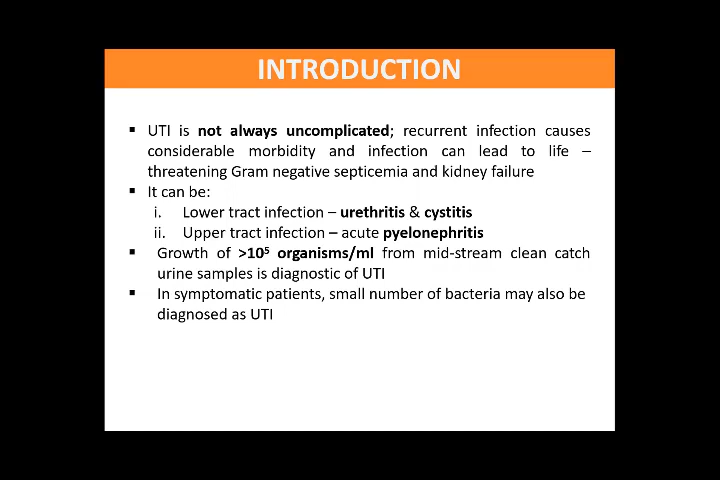 INTRODUCTION
▪ UTI is not always uncomplicated; recurrent infection causes
considerable morbidity and infection can lead to life –
threatening Gram negative septicemia and kidney failure
▪ It can be:
i. Lower tract infection – urethritis & cystitis
ii. Upper tract infection – acute pyelonephritis
▪ Growth of >10⁵ organisms/ml from mid-stream clean catch
urine samples is diagnostic of UTI
▪ In symptomatic patients, small number of bacteria may also be
diagnosed as UTI